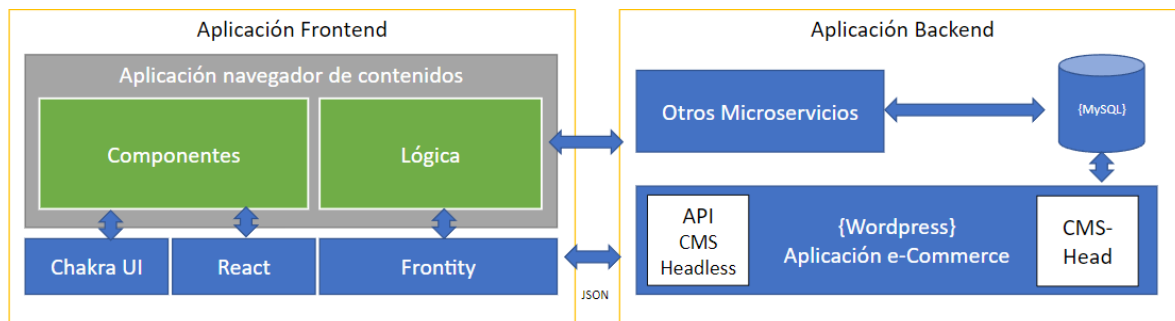 Aplicación Frontend
Aplicación navegador de contenidos
Componentes
Lógica
Chakra UI
React
Frontity
JSON
Aplicación Backend
Otros Microservicios
{MySQL}
API
CMS
Headless
{Wordpress}
Aplicación e-Commerce
CMS-
Head